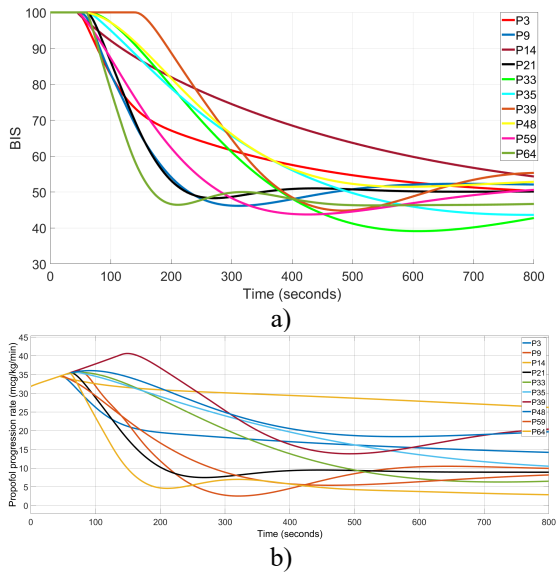 100
90
80
70
60
50
40
30
BIS
P3
P9
P14
P21
P33
P35
P39
P48
P59
P64
0 100 200 300 400 500 600 700 800
Time (seconds)
a)
45
40
35
30
25
20
15
10
5
0
Propofol progression rate (mcg/kg/min)
P3
P9
P14
P21
P33
P35
P39
P48
P59
P64
0 100 200 300 400 500 600 700 800
Time (seconds)
b)